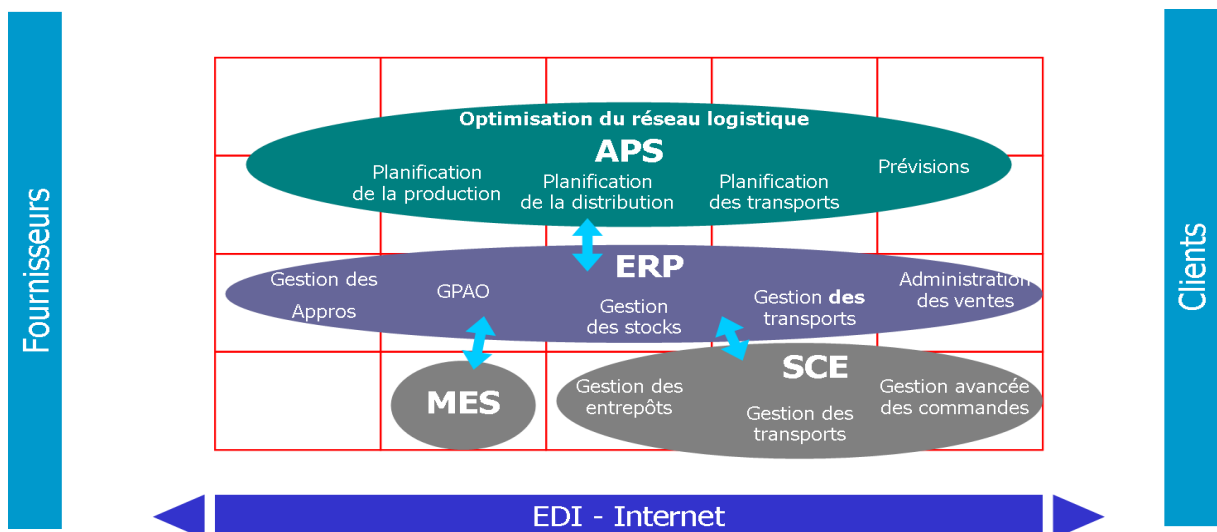 Fournisseurs
Optimisation du réseau logistique
APS
Planification
de la production
Planification
de la distribution
Planification
des transports
Prévisions
ERP
Gestion des
Appros
GPAO
Gestion
des stocks
Gestion des
transports
Administration
des ventes
MES
SCE
Gestion des
entrepôts
Gestion des
transports
Gestion avancée
des commandes
Clients
EDI - Internet